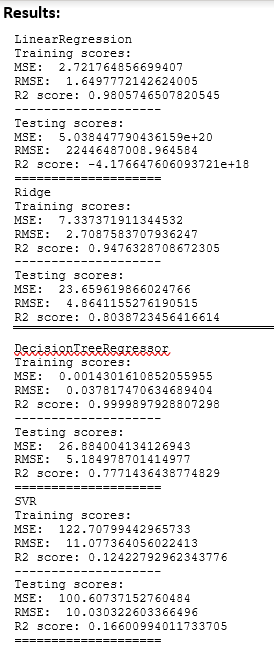 Results:
LinearRegression
Training scores:
MSE:  2.721764856699407
RMSE:  1.6497772142624005
R2 score: 0.9805746507820545
--------------------
Testing scores:
MSE:  5.038447790436159e+20
RMSE:  22446487008.964584
R2 score: -4.176647606093721e+18
====================
Ridge
Training scores:
MSE:  7.337371911344532
RMSE:  2.7087583707936247
R2 score: 0.9476328708672305
--------------------
Testing scores:
MSE:  23.659619866024766
RMSE:  4.8641155276190515
R2 score: 0.8038723456416614
DecisionTreeRegressor
Training scores:
MSE:  0.0014301610852055955
RMSE:  0.037817470634689404
R2 score: 0.9999897928807298
--------------------
Testing scores:
MSE:  26.884004134126943
RMSE:  5.184978701414977
R2 score: 0.7771436438774829
====================
SVR
Training scores:
MSE:  122.70799442965733
RMSE:  11.077364056022413
R2 score: 0.12422792962343776
--------------------
Testing scores:
MSE:  100.60737152760484
RMSE:  10.030322603366496
R2 score: 0.16600994011733705
====================